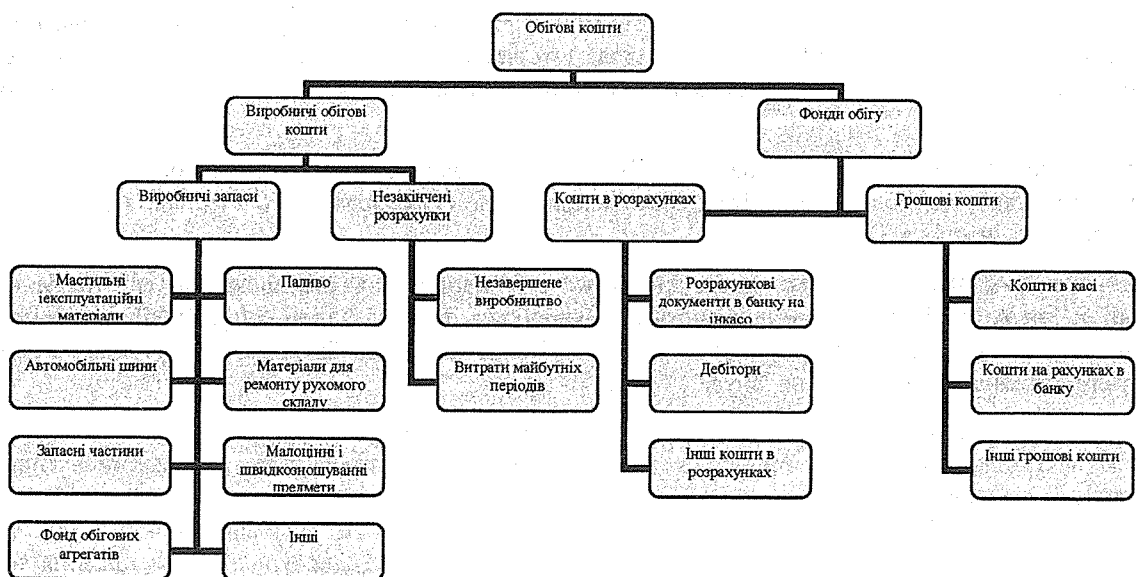 Обігові кошти
Виробничі обігові
кошти
Фонди обігу
Виробничі запаси
Незакінчені
розрахунки
Кошти в розрахунках
Грошові кошти
Мастильні
іексплуатаційні
матеріали
Паливо
Незавершене
виробництво
Розрахункові
документи в банку на
інкасо
Кошти в касі
Автомобільні шини
Матеріали для
ремонту рухомого
складу
Витрати майбутніх
періодів
Дебітори
Кошти на рахунках в
банку
Запасні частини
Малоцінні і
швидкозношуванні
предмети
Інші кошти в
розрахунках
Інші грошові кошти
Фонд обігових
агрегатів
Інші